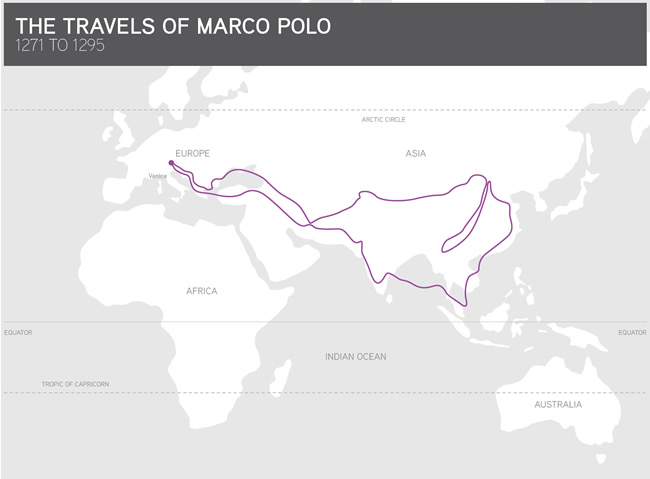 THE TRAVELS OF MARCO POLO
1271 TO 1295
ARCTIC CIRCLE
EUROPE
ASIA
Venice
AFRICA
EQUATOR
EQUATOR
INDIAN OCEAN
TROPIC OF CAPRICORN
AUSTRALIA